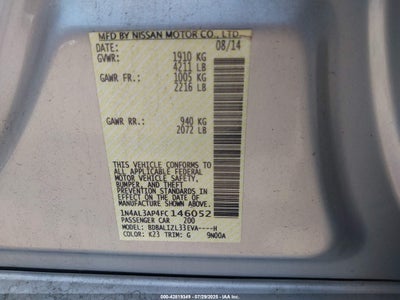 MFD BY NISSAN MOTOR CO., LTD.
DATE: 08/14
GVWR: 1910 KG
4211 LB
GAWR FR: 1005 KG
2216 LB
GAWR RR: 940 KG
2072 LB
THIS VEHICLE CONFORMS TO
ALL APPLICABLE FEDERAL
MOTOR VEHICLE SAFETY,
BUMPER, AND THEFT
PREVENTION STANDARDS IN
EFFECT ON THE DATE OF
MANUFACTURE SHOWN ABOVE.
1N4AL3AP4FC146052
PASSENGER CAR 200
MODEL: BDBALIZL33EVA----H
COLOR: K23 TRIM: G 9N00A
000-42819349 - 07/29/2025 - IAA